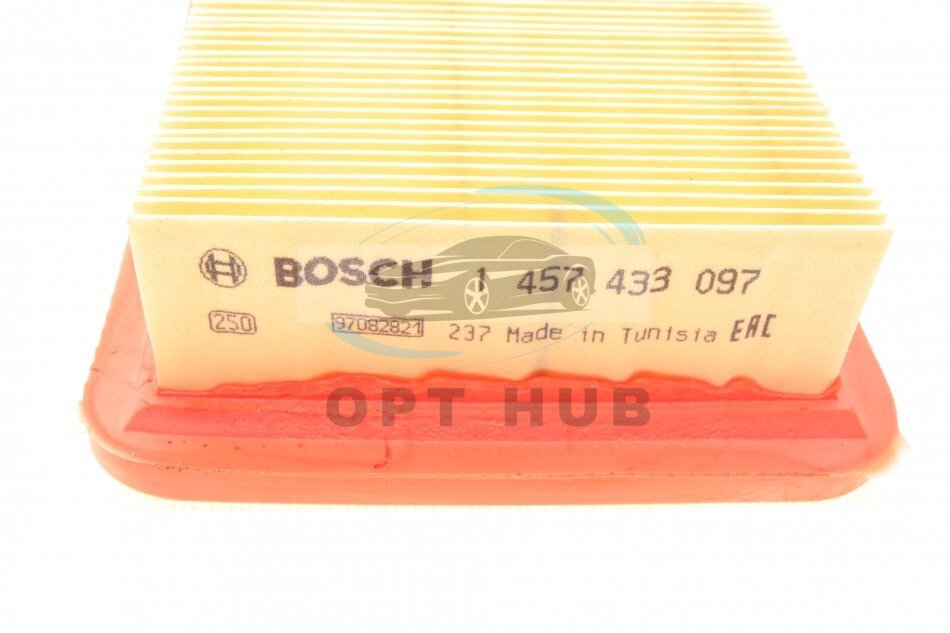 BOSCH 1 457 433 097
250 97082821 237 Made in Tunisia EAC
OPT HUB